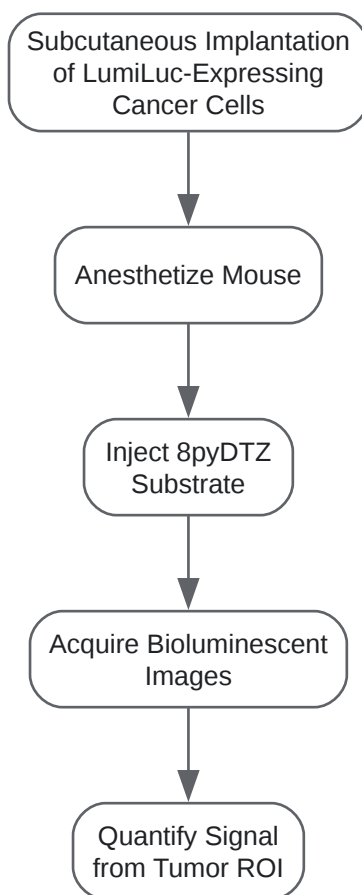 Subcutaneous Implantation
of LumiLuc-Expressing
Cancer Cells
Anesthetize Mouse
Inject 8pyDTZ
Substrate
Acquire Bioluminescent
Images
Quantify Signal
from Tumor ROI